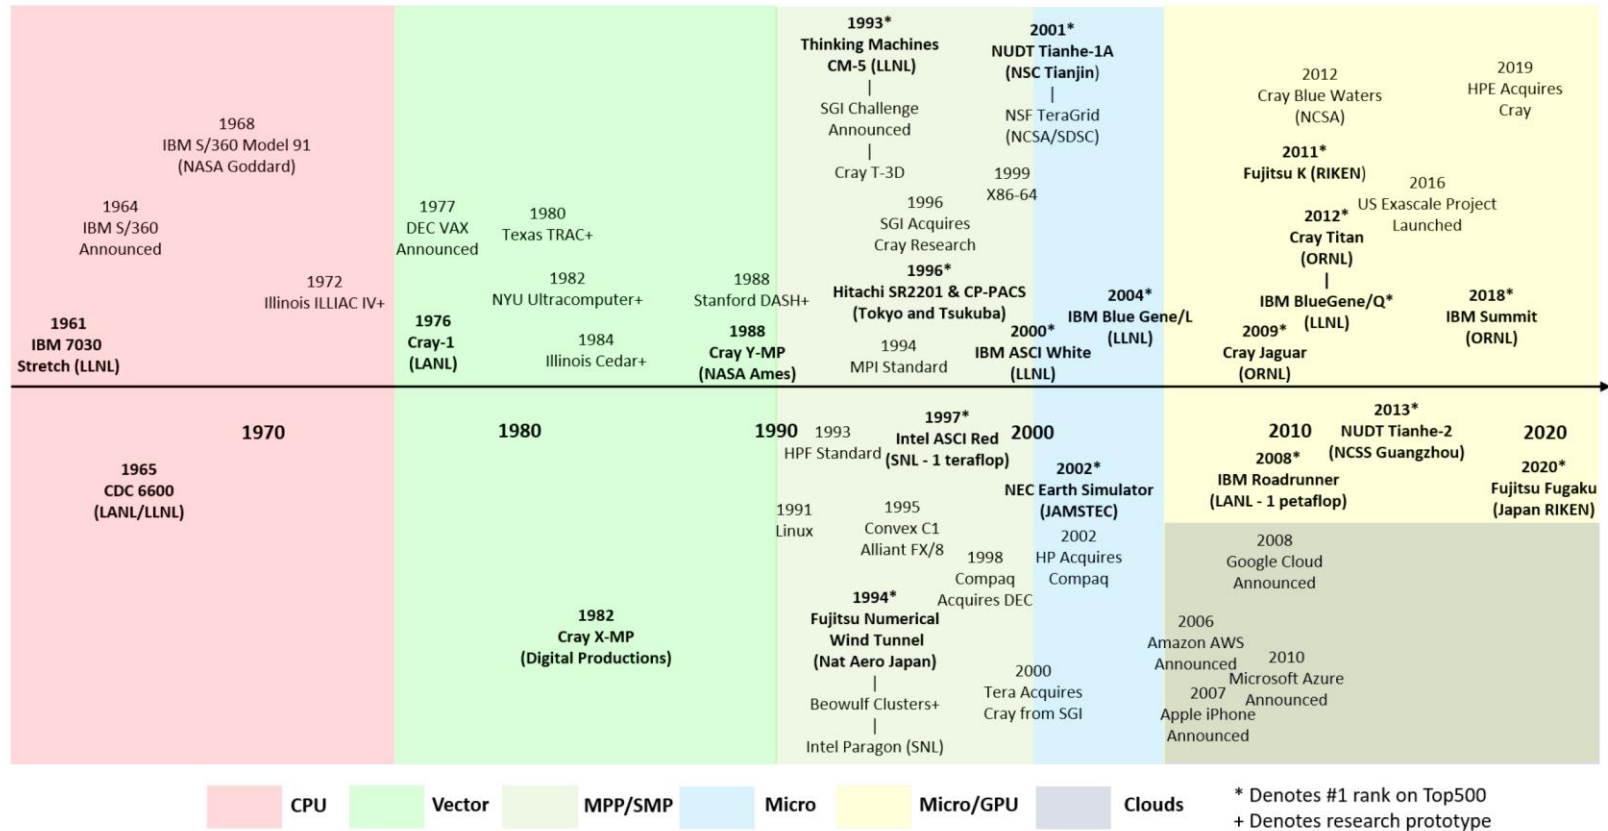 1961
IBM 7030
Stretch (LLNL)
1964
IBM S/360
Announced
1968
IBM S/360 Model 91
(NASA Goddard)
1972
Illinois ILLIAC IV+
1977
DEC VAX
Announced
1976
Cray-1
(LANL)
1980
Texas TRAC+
1982
NYU Ultracomputer+
1984
Illinois Cedar+
1988
Stanford DASH+
1988
Cray Y-MP
(NASA Ames)
1993*
Thinking Machines
CM-5 (LLNL)
|
SGI Challenge
Announced
|
Cray T-3D
1996
SGI Acquires
Cray Research
1996*
Hitachi SR2201 & CP-PACS
(Tokyo and Tsukuba)
1994
MPI Standard
2001*
NUDT Tianhe-1A
(NSC Tianjin)
|
NSF TeraGrid
(NCSA/SDSC)
1999
X86-64
2000*
IBM ASCI White
(LLNL)
2004*
IBM Blue Gene/L
(LLNL)
2012
Cray Blue Waters
(NCSA)
2011*
Fujitsu K (RIKEN)
2012*
Cray Titan
(ORNL)
|
IBM BlueGene/Q*
(LLNL)
2009*
Cray Jaguar
(ORNL)
2016
US Exascale Project
Launched
2019
HPE Acquires
Cray
2018*
IBM Summit
(ORNL)
1970
1980
1990
2000
2010
2020
1965
CDC 6600
(LANL/LLNL)
1982
Cray X-MP
(Digital Productions)
1993
HPF Standard
1997*
Intel ASCI Red
(SNL - 1 teraflop)
1991
Linux
1995
Convex C1
Alliant FX/8
1998
Compaq
Acquires DEC
1994*
Fujitsu Numerical
Wind Tunnel
(Nat Aero Japan)
|
Beowulf Clusters+
|
Intel Paragon (SNL)
2000
Tera Acquires
Cray from SGI
2002*
NEC Earth Simulator
(JAMSTEC)
2002
HP Acquires
Compaq
2013*
NUDT Tianhe-2
(NCSS Guangzhou)
2008*
IBM Roadrunner
(LANL - 1 petaflop)
2020*
Fujitsu Fugaku
(Japan RIKEN)
2008
Google Cloud
Announced
2006
Amazon AWS
Announced
2010
Microsoft Azure
Announced
2007
Apple iPhone
Announced
CPU
Vector
MPP/SMP
Micro
Micro/GPU
Clouds
* Denotes #1 rank on Top500
+ Denotes research prototype